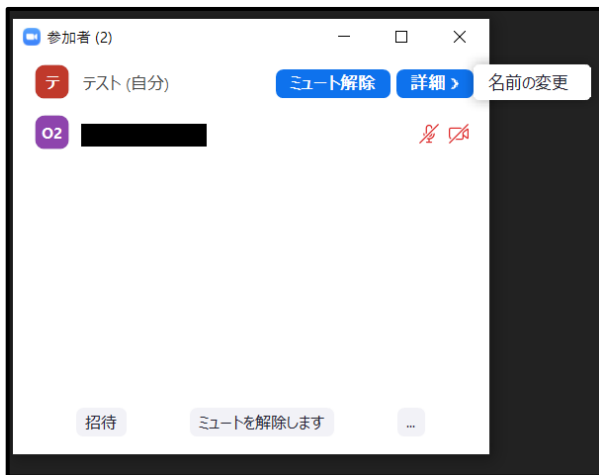 参加者 (2)
テ テスト (自分) ミュート解除 詳細 › 名前の変更
O2
招待 ミュートを解除します ...